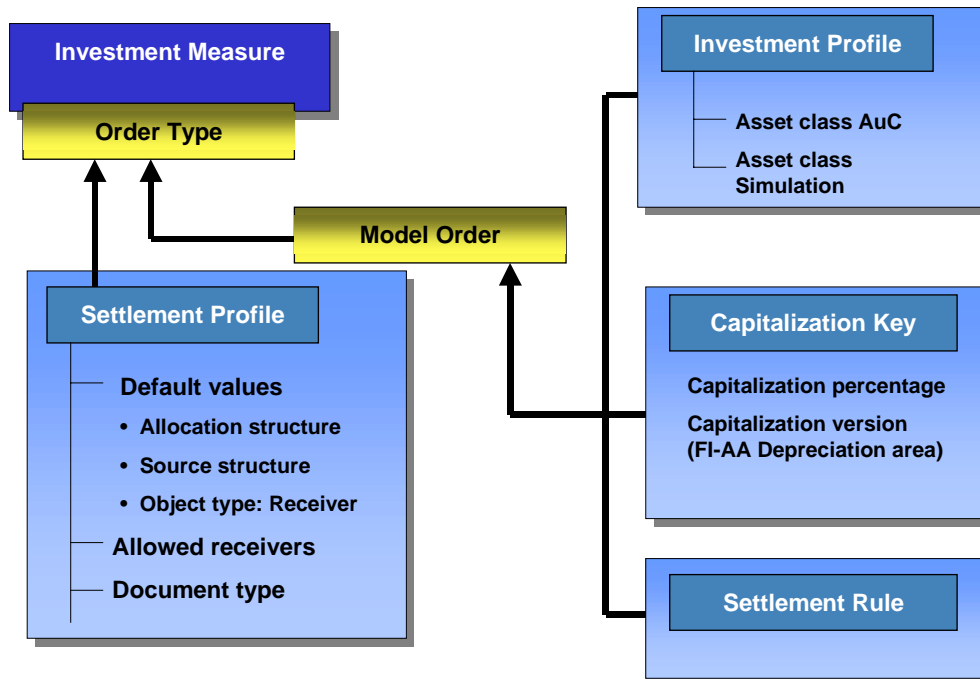 Investment Measure
Order Type
Model Order
Settlement Profile
Default values
• Allocation structure
• Source structure
• Object type: Receiver
Allowed receivers
Document type
Investment Profile
Asset class AuC
Asset class
Simulation
Capitalization Key
Capitalization percentage
Capitalization version
(FI-AA Depreciation area)
Settlement Rule